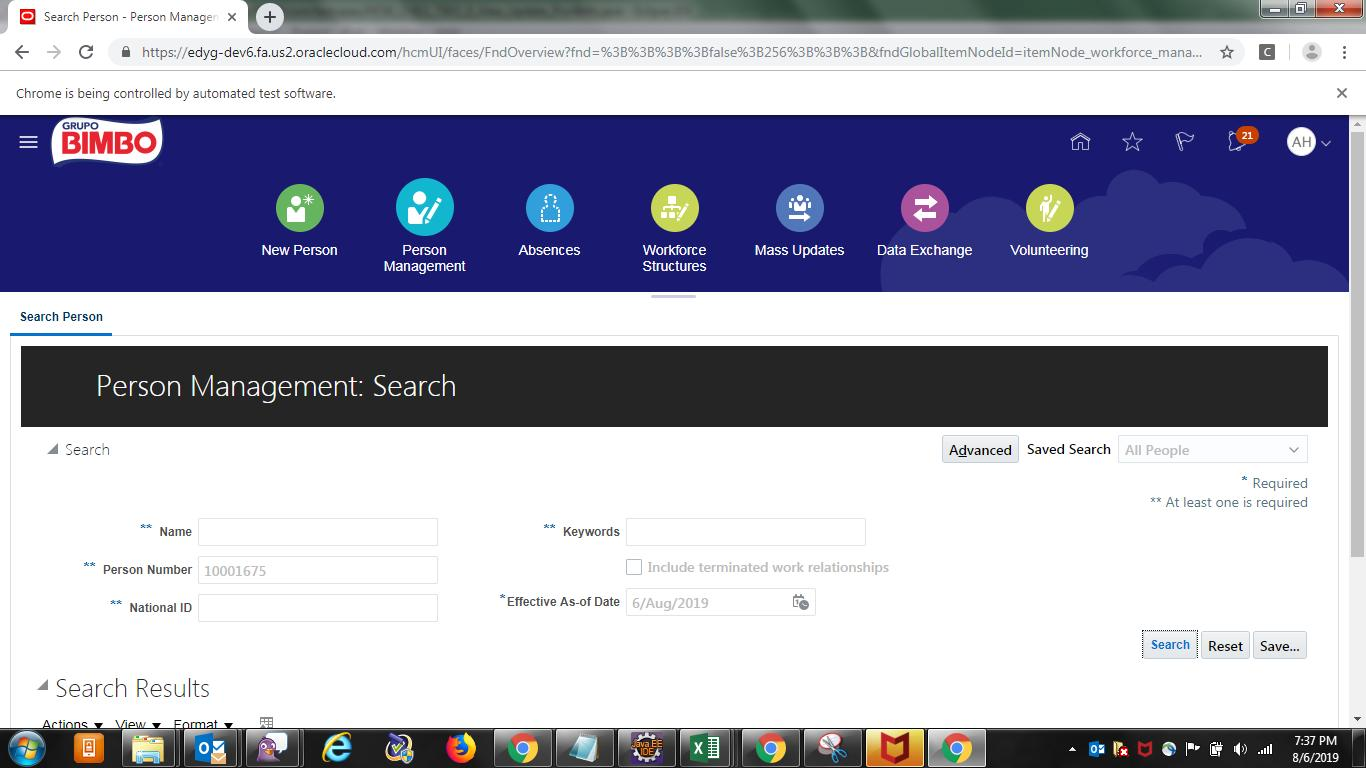 Search Person - Person Managen
https://edyg-dev6.fa.us2.oraclecloud.com/hcmUI/faces/FndOverview?fnd=%3B%3B%3B%3Bfalse%3B256%3B%3B%3B&fndGlobalItemNodeId=itemNode_workforce_mana...
C
Chrome is being controlled by automated test software.
GRUPO
BIMBO
21
AH
New Person
Person
Management
Absences
Workforce
Structures
Mass Updates
Data Exchange
Volunteering
Search Person
Person Management: Search
Search
Advanced
Saved Search
All People
* Required
** At least one is required
** Name
** Keywords
** Person Number
10001675
Include terminated work relationships
** National ID
*Effective As-of Date
6/Aug/2019
Search
Reset
Save...
Search Results
Actions
View
Format
Java EE
IDE
7:37 PM
8/6/2019